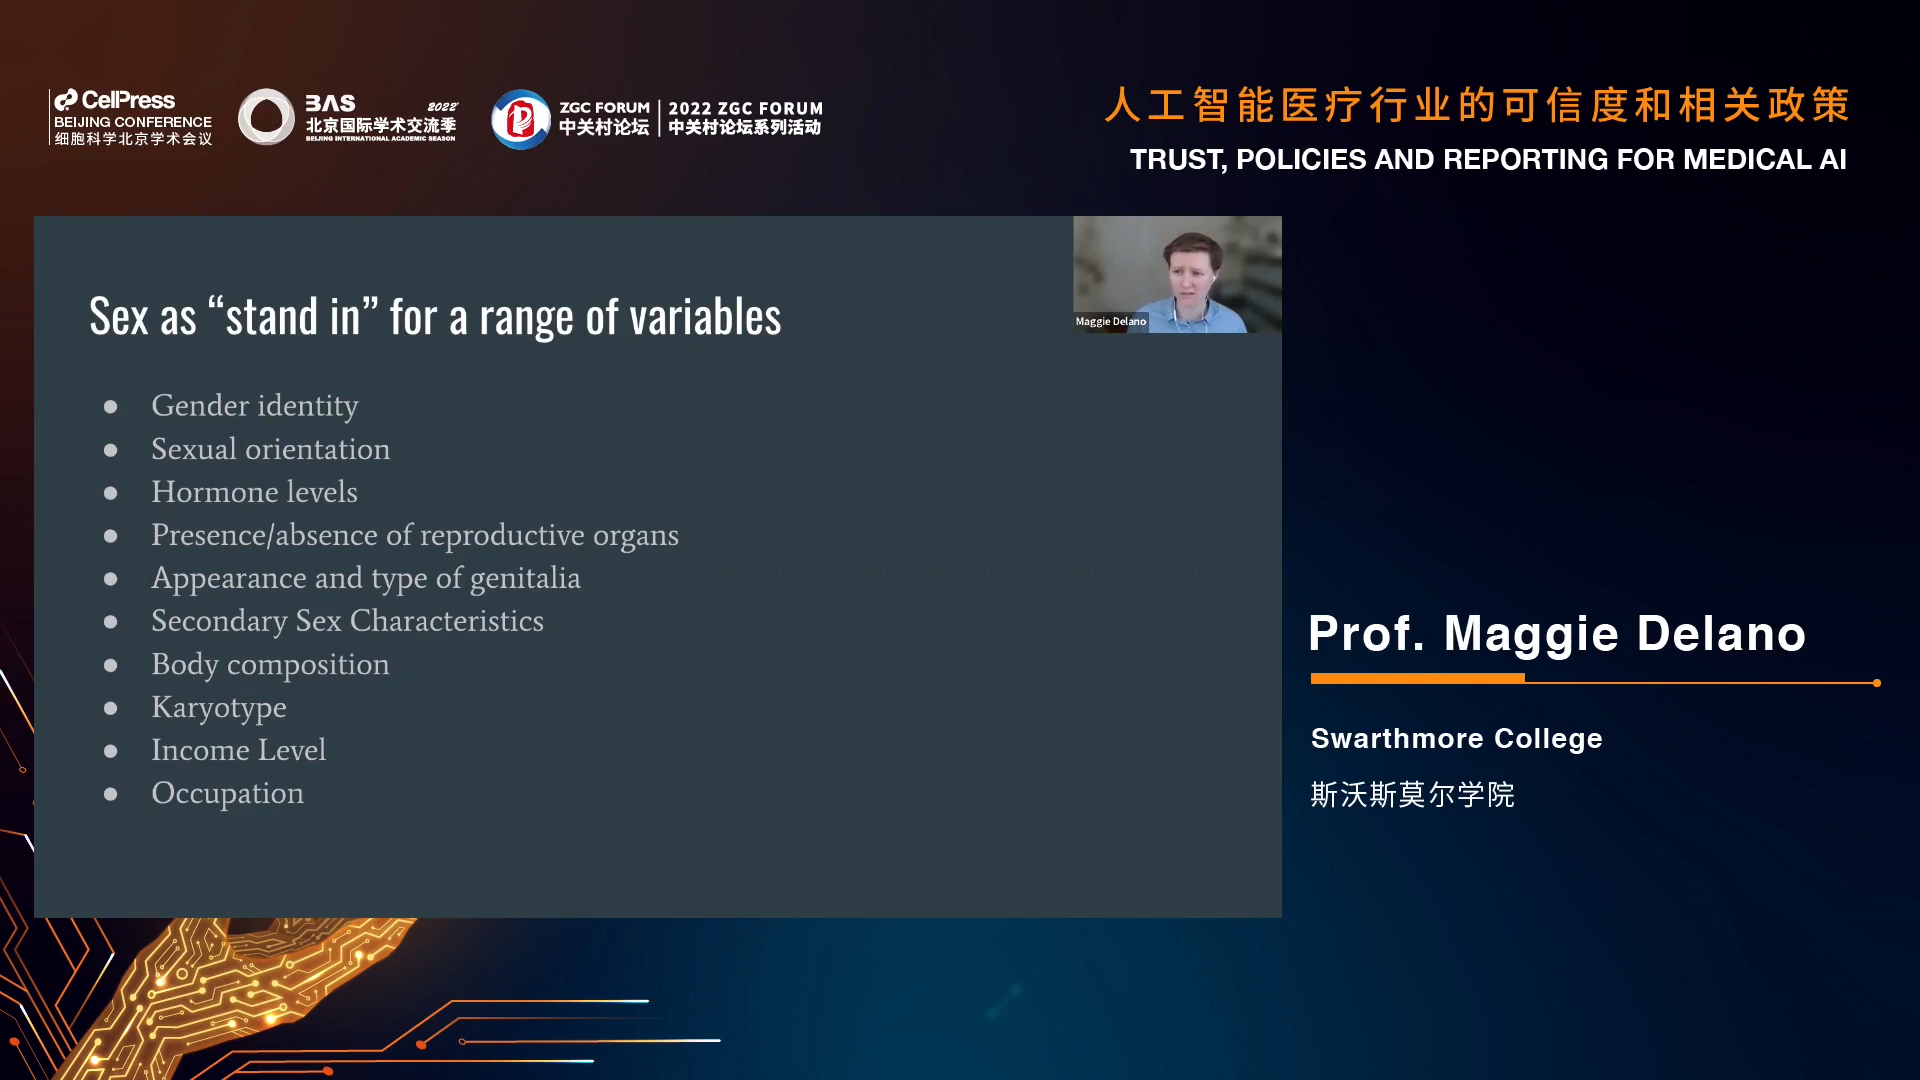 CellPress
BEIJING CONFERENCE
细胞科学北京学术会议
BAS 2022
北京国际学术交流季
BEIJING INTERNATIONAL ACADEMIC SEASON
ZGC FORUM
中关村论坛
2022 ZGC FORUM
中关村论坛系列活动
人工智能医疗行业的可信度和相关政策
TRUST, POLICIES AND REPORTING FOR MEDICAL AI
Maggie Delano
Sex as “stand in” for a range of variables
● Gender identity
● Sexual orientation
● Hormone levels
● Presence/absence of reproductive organs
● Appearance and type of genitalia
● Secondary Sex Characteristics
● Body composition
● Karyotype
● Income Level
● Occupation
Prof. Maggie Delano
Swarthmore College
斯沃斯莫尔学院